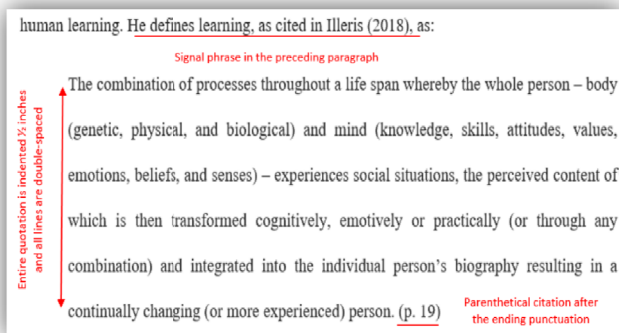 human learning. He defines learning, as cited in Illeris (2018), as:
Signal phrase in the preceding paragraph
The combination of processes throughout a life span whereby the whole person – body
(genetic, physical, and biological) and mind (knowledge, skills, attitudes, values,
emotions, beliefs, and senses) – experiences social situations, the perceived content of
which is then transformed cognitively, emotively or practically (or through any
combination) and integrated into the individual person's biography resulting in a
continually changing (or more experienced) person. (p. 19)
Entire quotation is indented ½ inches
and all lines are double-spaced
Parenthetical citation after
the ending punctuation